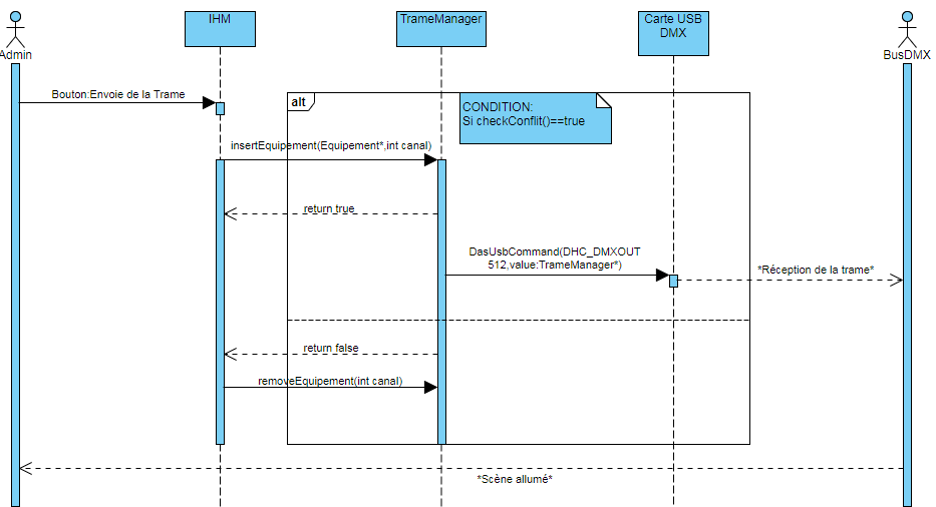 IHM
TrameManager
Carte USB
DMX
Admin
BusDMX
Bouton:Envoie de la Trame
alt
CONDITION:
Si checkConflit()==true
insertEquipement(Equipement*,int canal)
return true
DasUsbCommand(DHC_DMXOUT
512,value:TrameManager*)
*Réception de la trame*
return false
removeEquipement(int canal)
*Scène allumé*